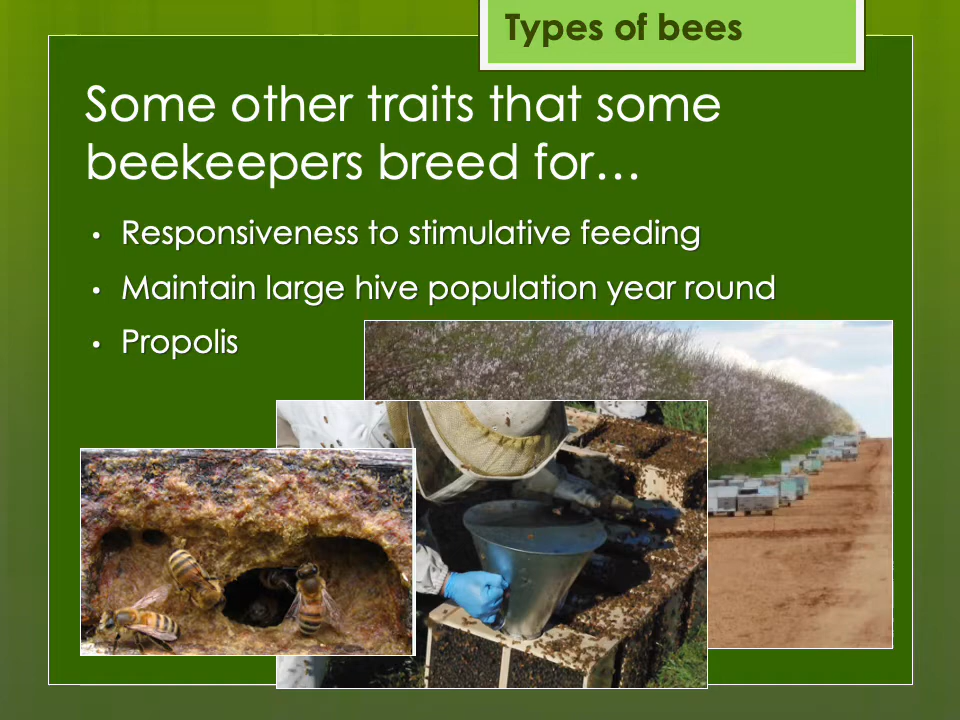 Types of bees
Some other traits that some
beekeepers breed for…
• Responsiveness to stimulative feeding
• Maintain large hive population year round
• Propolis